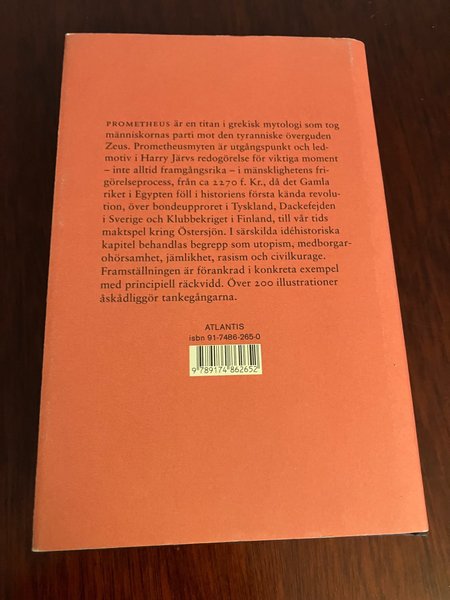 PROMETHEUS är en titan i grekisk mytologi som tog
människornas parti mot den tyranniske överguden
Zeus. Prometheusmyten är utgångspunkt och led-
motiv i Harry Järvs redogörelse för viktiga moment
– inte alltid framgångsrika – i mänsklighetens fri-
görelseprocess, från ca 2270 f. Kr., då det Gamla
riket i Egypten föll i historiens första kända revolu-
tion, över bondeupproret i Tyskland, Dackefejden
i Sverige och Klubbekriget i Finland, till vår tids
maktspel kring Östersjön. I särskilda idéhistoriska
kapitel behandlas begrepp som utopism, medborgar-
ohörsamhet, jämlikhet, rasism och civilkurage.
Framställningen är förankrad i konkreta exempel
med principiell räckvidd. Över 200 illustrationer
åskådliggör tankegångarna.
ATLANTIS
isbn 91-7486-265-0
9 789174 862652